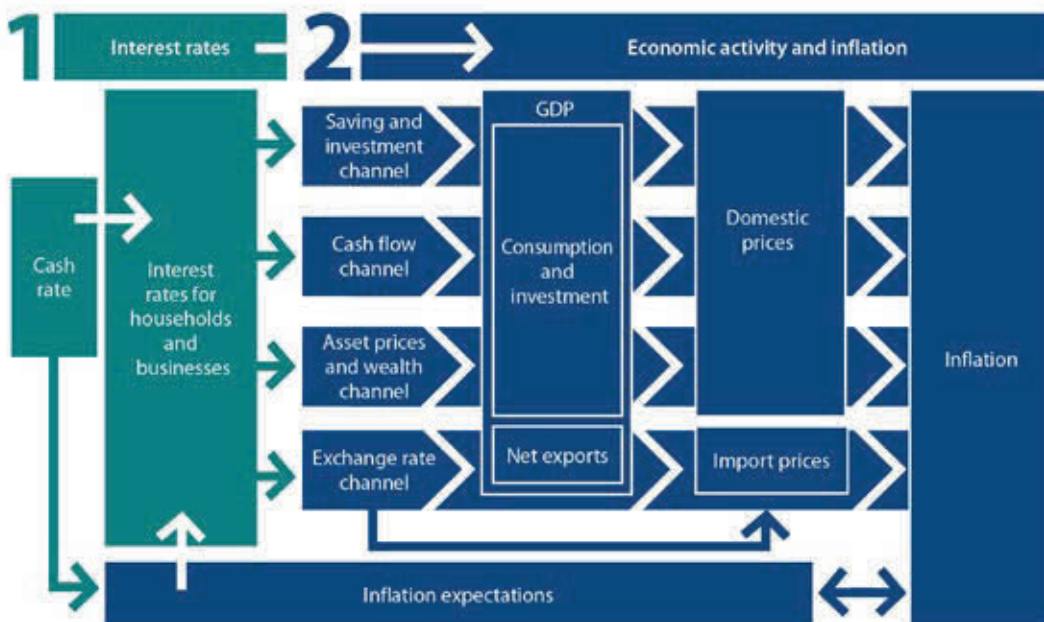 1
Interest rates
2
Economic activity and inflation
Cash
rate
Interest
rates for
households
and
businesses
Saving and
investment
channel
Cash flow
channel
Asset prices
and wealth
channel
Exchange rate
channel
GDP
Consumption
and
investment
Net exports
Domestic
prices
Import prices
Inflation
Inflation expectations